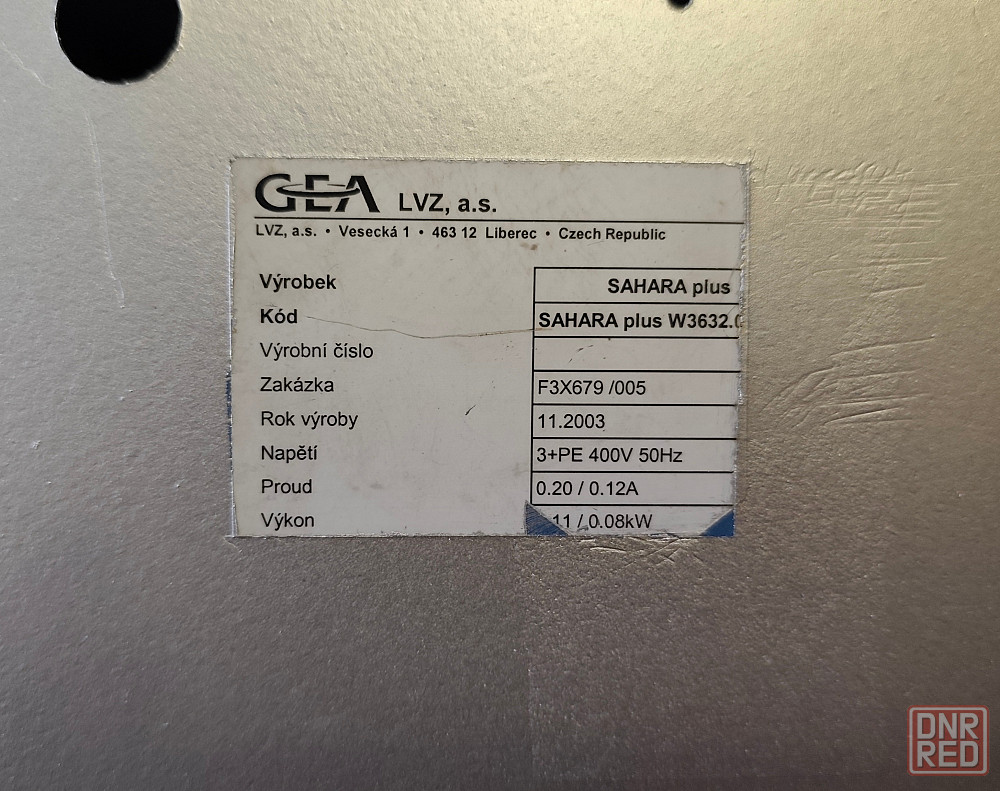 GEA LVZ, a.s.
LVZ, a.s. • Vesecká 1 • 463 12 Liberec • Czech Republic
Výrobek SAHARA plus
Kód SAHARA plus W3632.
Výrobní číslo
Zakázka F3X679 /005
Rok výroby 11.2003
Napětí 3+PE 400V 50Hz
Proud 0.20 / 0.12A
Výkon 11 / 0.08kW
DNR
RED